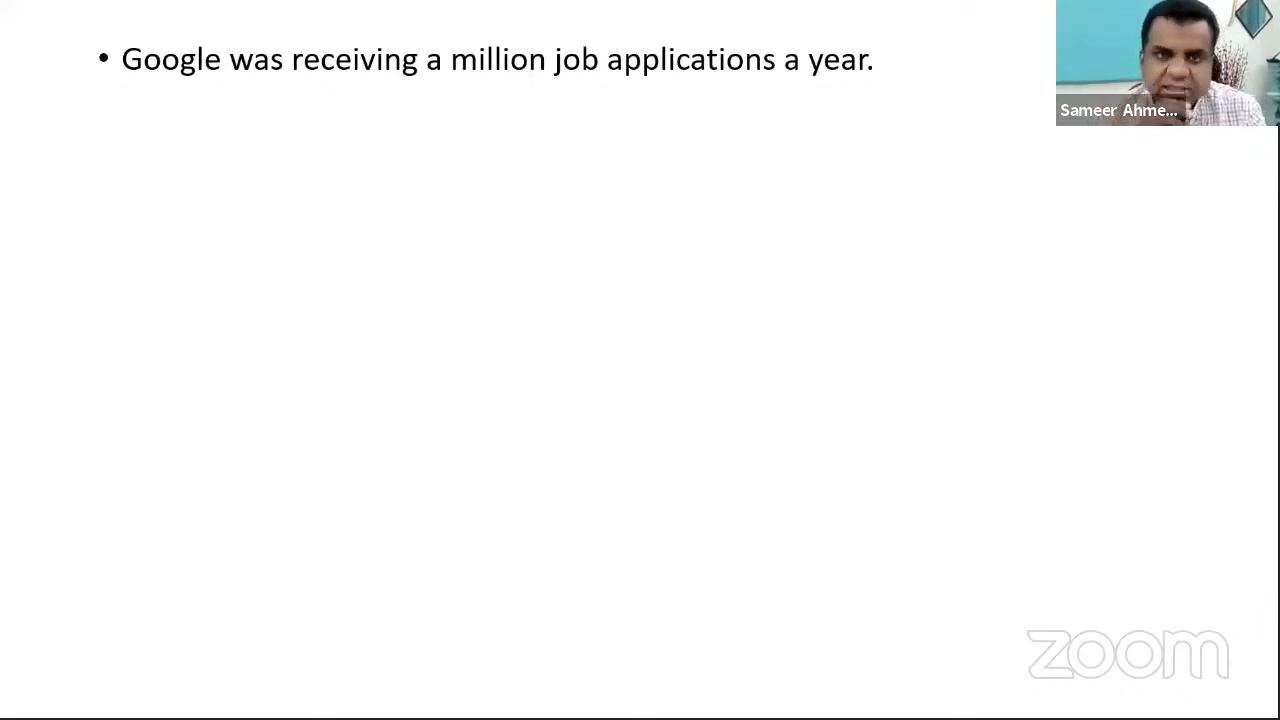 • Google was receiving a million job applications a year.
Sameer Ahme...
zoom